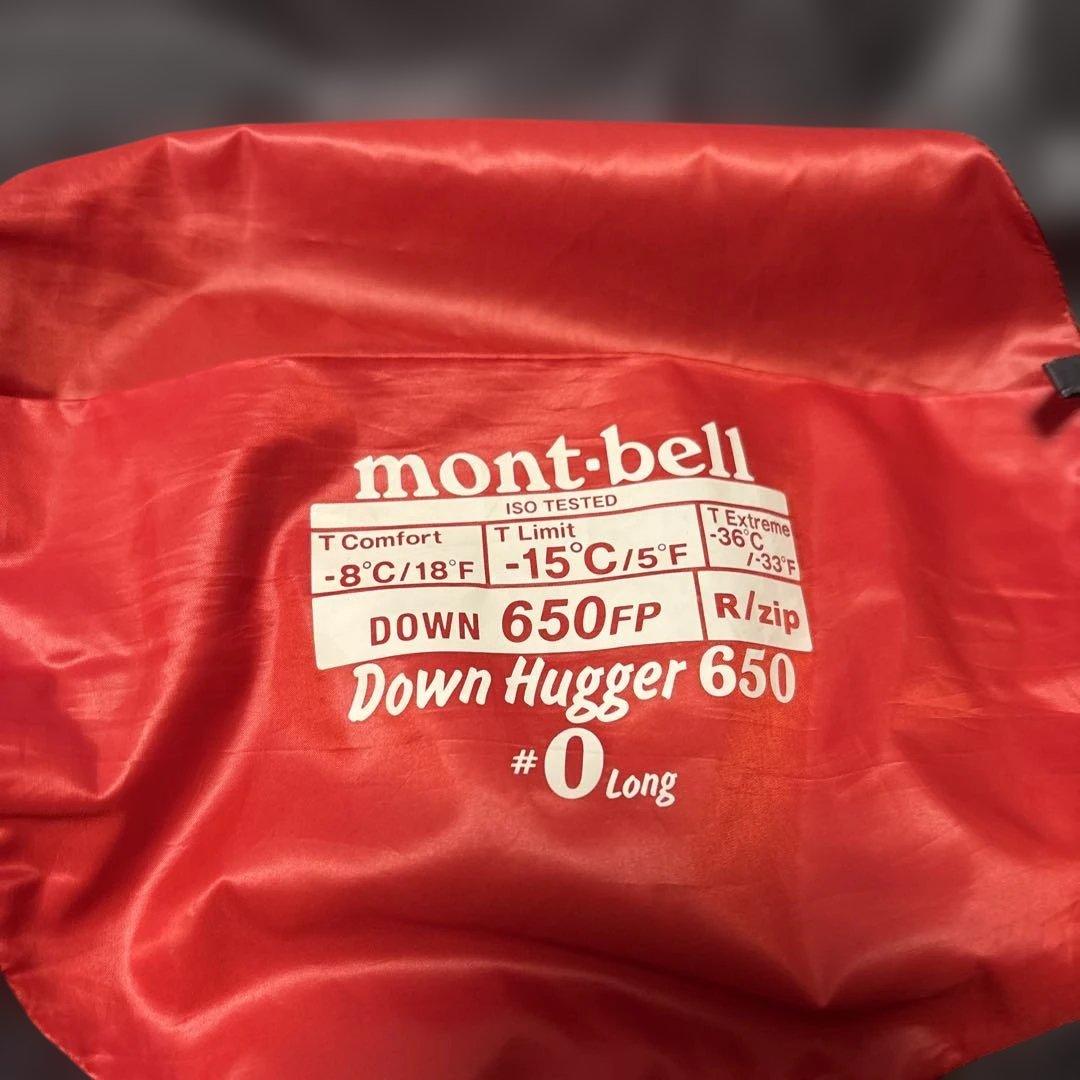 mont-bell
ISO TESTED
T Comfort
-8°C/18°F
T Limit
-15°C/5°F
T Extreme
-36°C
/-33°F
DOWN 650FP
R/zip
Down Hugger 650
#0 Long